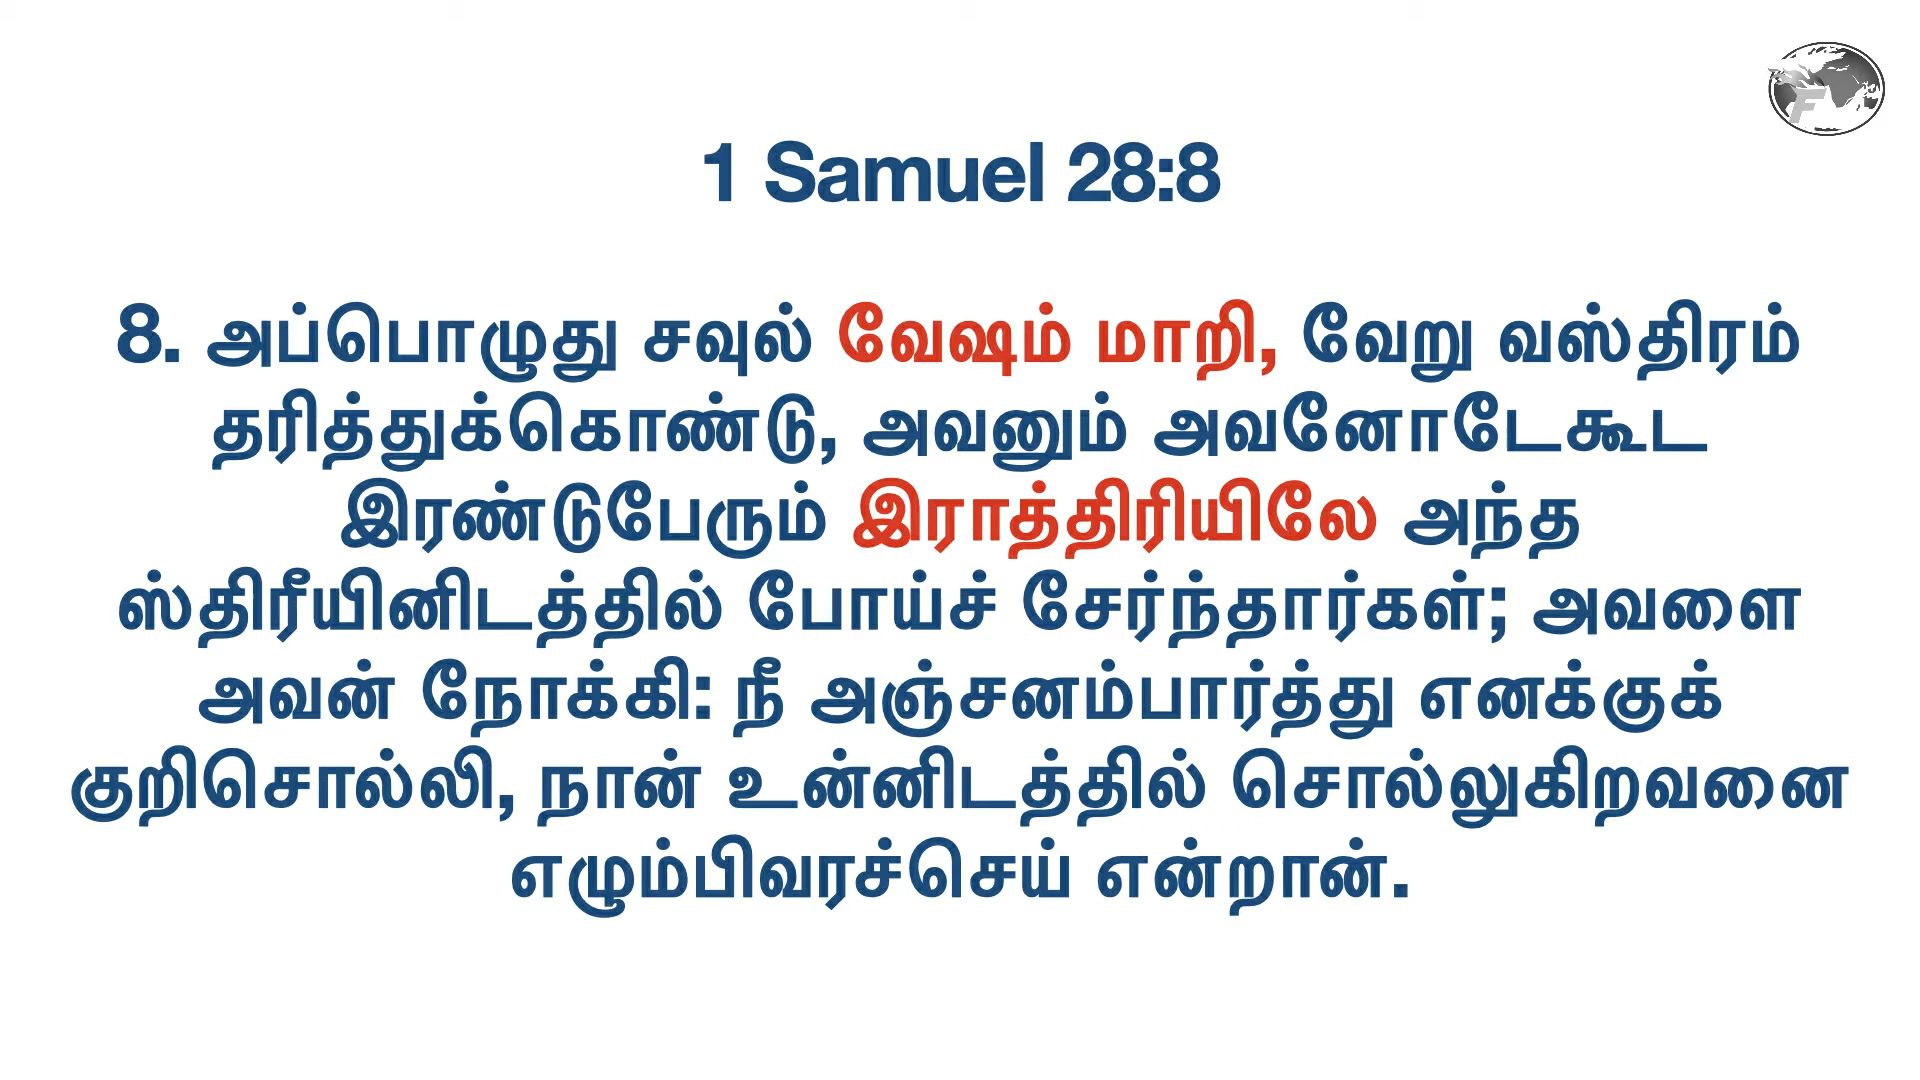 1 Samuel 28:8
8. அப்பொழுது சவுல் வேஷம் மாறி, வேறு வஸ்திரம்
தரித்துக்கொண்டு, அவனும் அவனோடேகூட
இரண்டுபேரும் இராத்திரியிலே அந்த
ஸ்திரீயினிடத்தில் போய்ச் சேர்ந்தார்கள்; அவளை
அவன் நோக்கி: நீ அஞ்சனம்பார்த்து எனக்குக்
குறிசொல்லி, நான் உன்னிடத்தில் சொல்லுகிறவனை
எழும்பிவரச்செய் என்றான்.